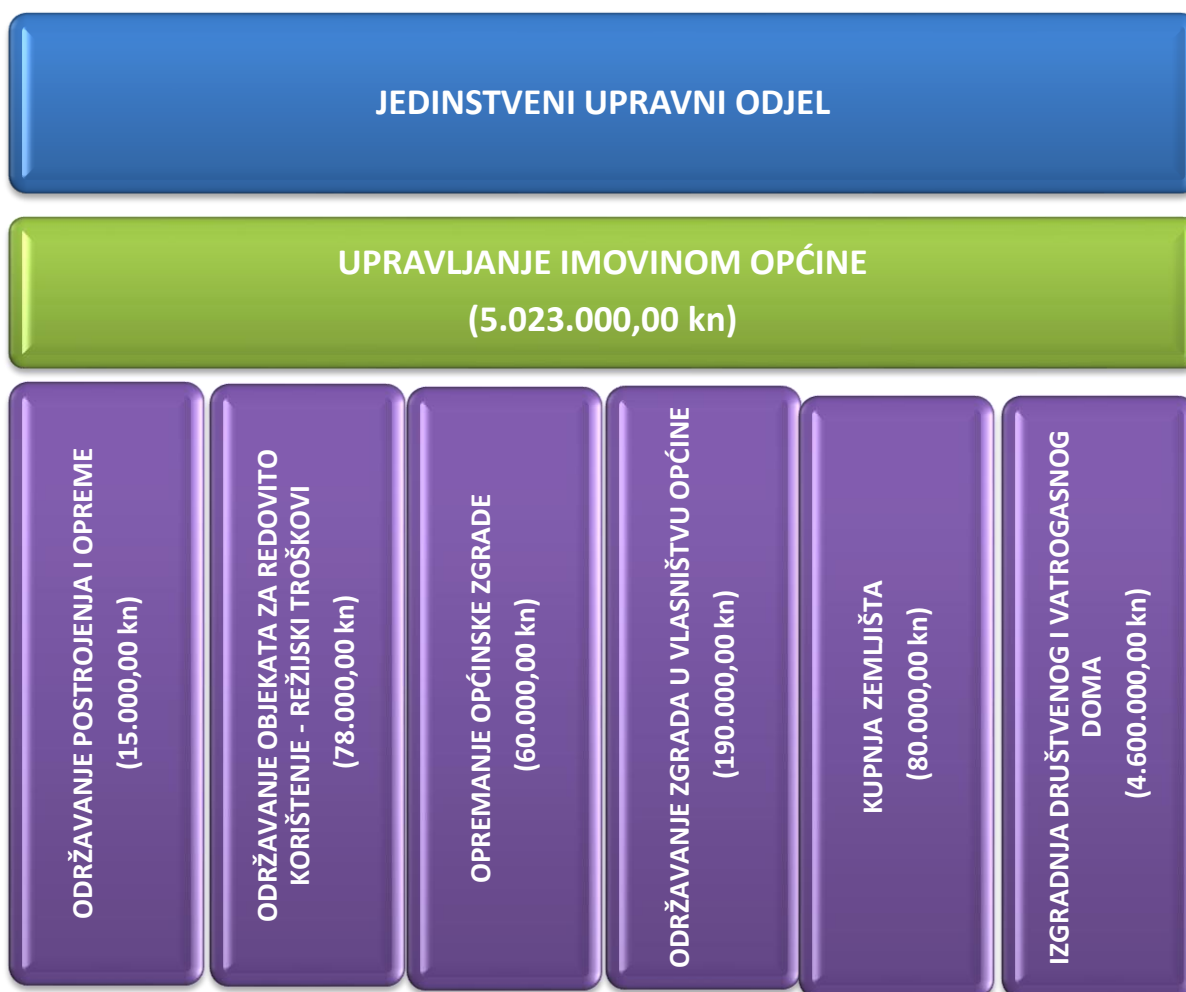 JEDINSTVENI UPRAVNI ODJEL
UPRAVLJANJE IMOVINOM OPĆINE
(5.023.000,00 kn)
ODRŽAVANJE POSTROJENJA I OPREME
(15.000,00 kn)
ODRŽAVANJE OBJEKATA ZA REDOVITO
KORIŠTENJE - REŽIJSKI TROŠKOVI
(78.000,00 kn)
OPREMANJE OPĆINSKE ZGRADE
(60.000,00 kn)
ODRŽAVANJE ZGRADA U VLASNIŠTVU OPĆINE
(190.000,00 kn)
KUPNJA ZEMLJIŠTA
(80.000,00 kn)
IZGRADNJA DRUŠTVENOG I VATROGASNOG
DOMA
(4.600.000,00 kn)